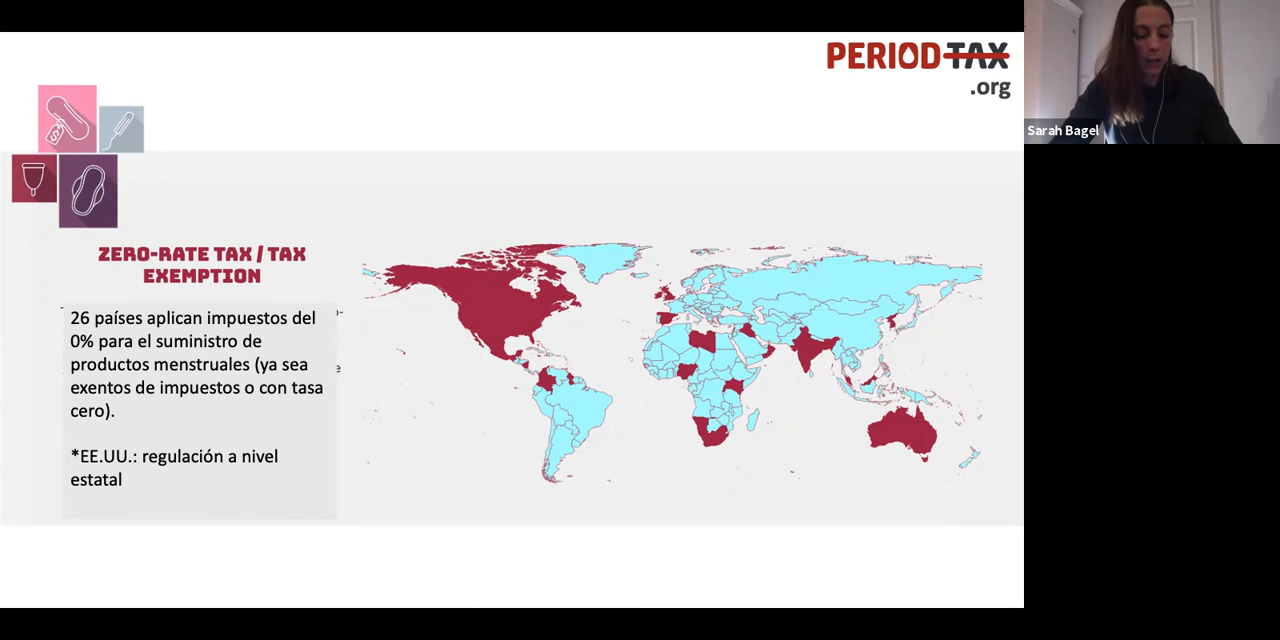 PERIOD TAX
.org
Sarah Bagel
ZERO-RATE TAX / TAX
EXEMPTION
26 países aplican impuestos del
0% para el suministro de
productos menstruales (ya sea
exentos de impuestos o con tasa
cero).
*EE.UU.: regulación a nivel
estatal